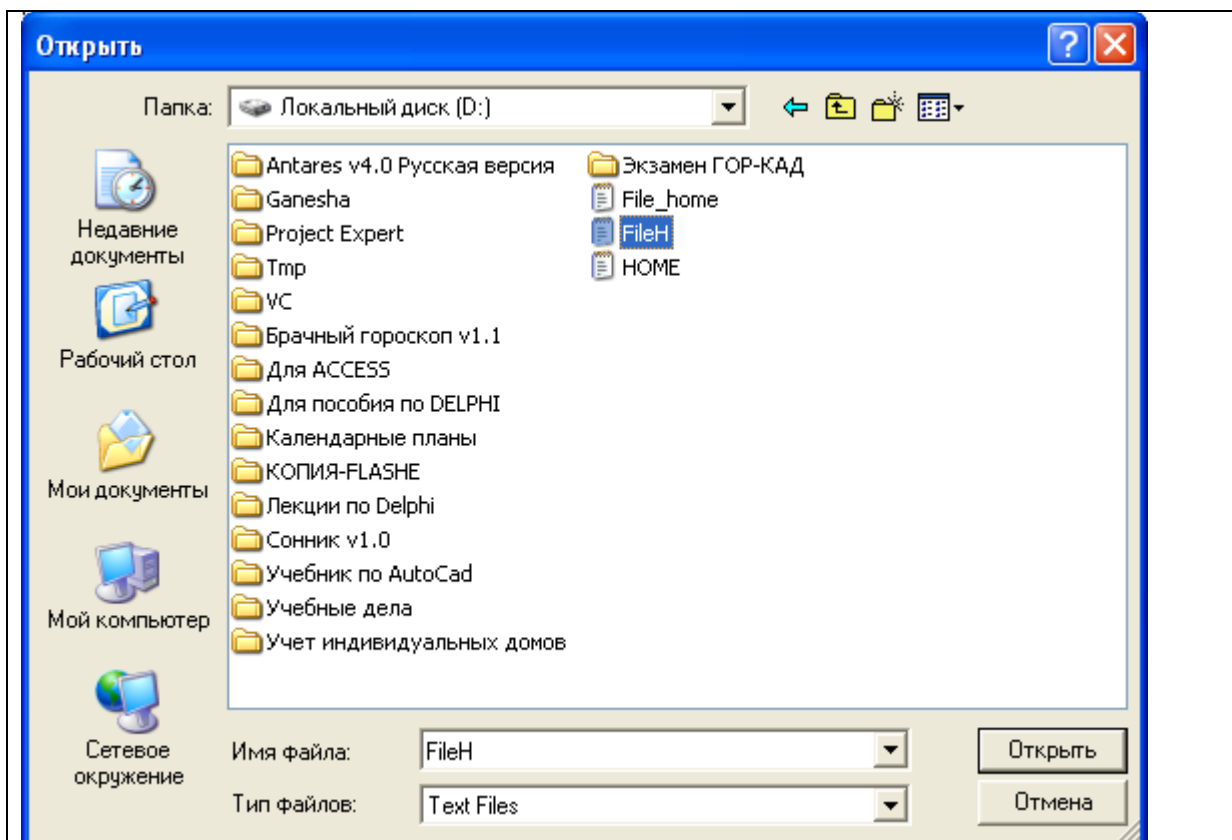 Открыть
Папка:
Локальный диск (D:)
Недавние
документы
Рабочий стол
Мои документы
Мой компьютер
Сетевое
окружение
Antares v4.0 Русская версия
Ganesha
Project Expert
Tmp
VC
Брачный гороскоп v1.1
Для ACCESS
Для пособия по DELPHI
Календарные планы
КОПИЯ-FLASHE
Лекции по Delphi
Сонник v1.0
Учебник по AutoCad
Учебные дела
Учет индивидуальных домов
Экзамен ГОР-КАД
File_home
FileH
HOME
Имя файла:
FileH
Открыть
Тип файлов:
Text Files
Отмена